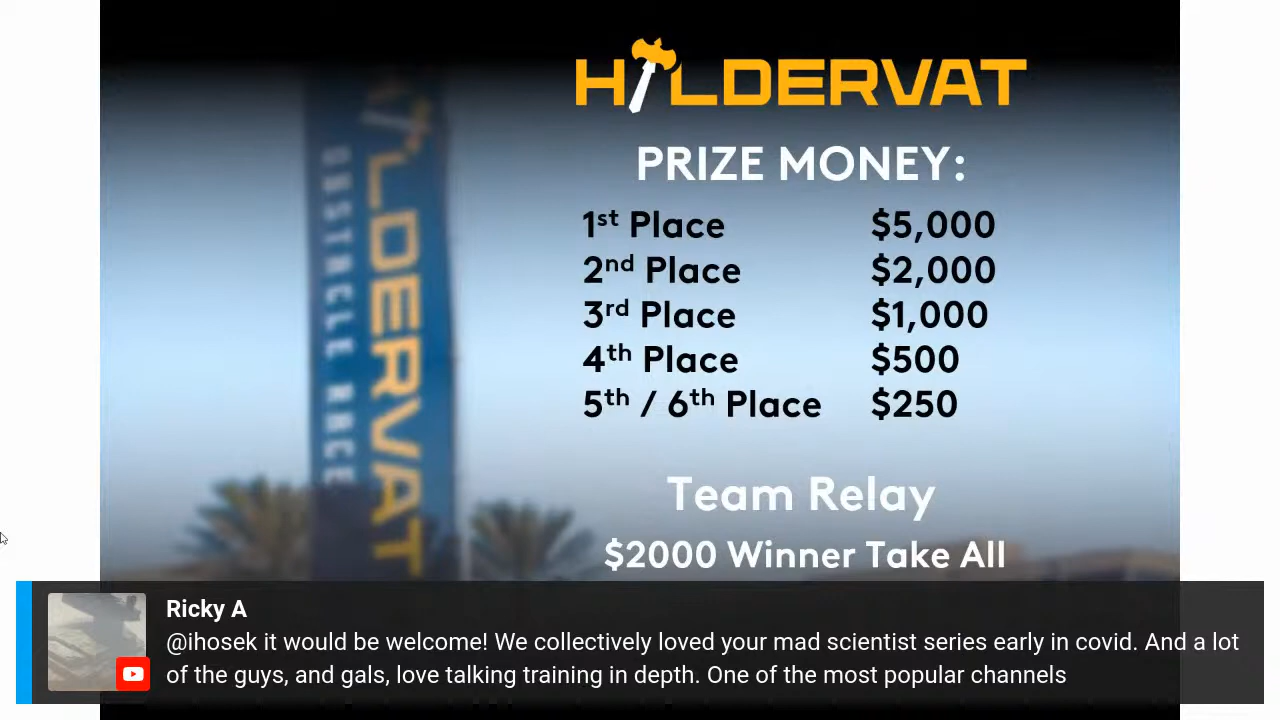 HILDERVAT
PRIZE MONEY:
1st Place $5,000
2nd Place $2,000
3rd Place $1,000
4th Place $500
5th / 6th Place $250
Team Relay
$2000 Winner Take All
HILDERVAT
OBSTACLE RACE
Ricky A
@ihosek it would be welcome! We collectively loved your mad scientist series early in covid. And a lot
of the guys, and gals, love talking training in depth. One of the most popular channels